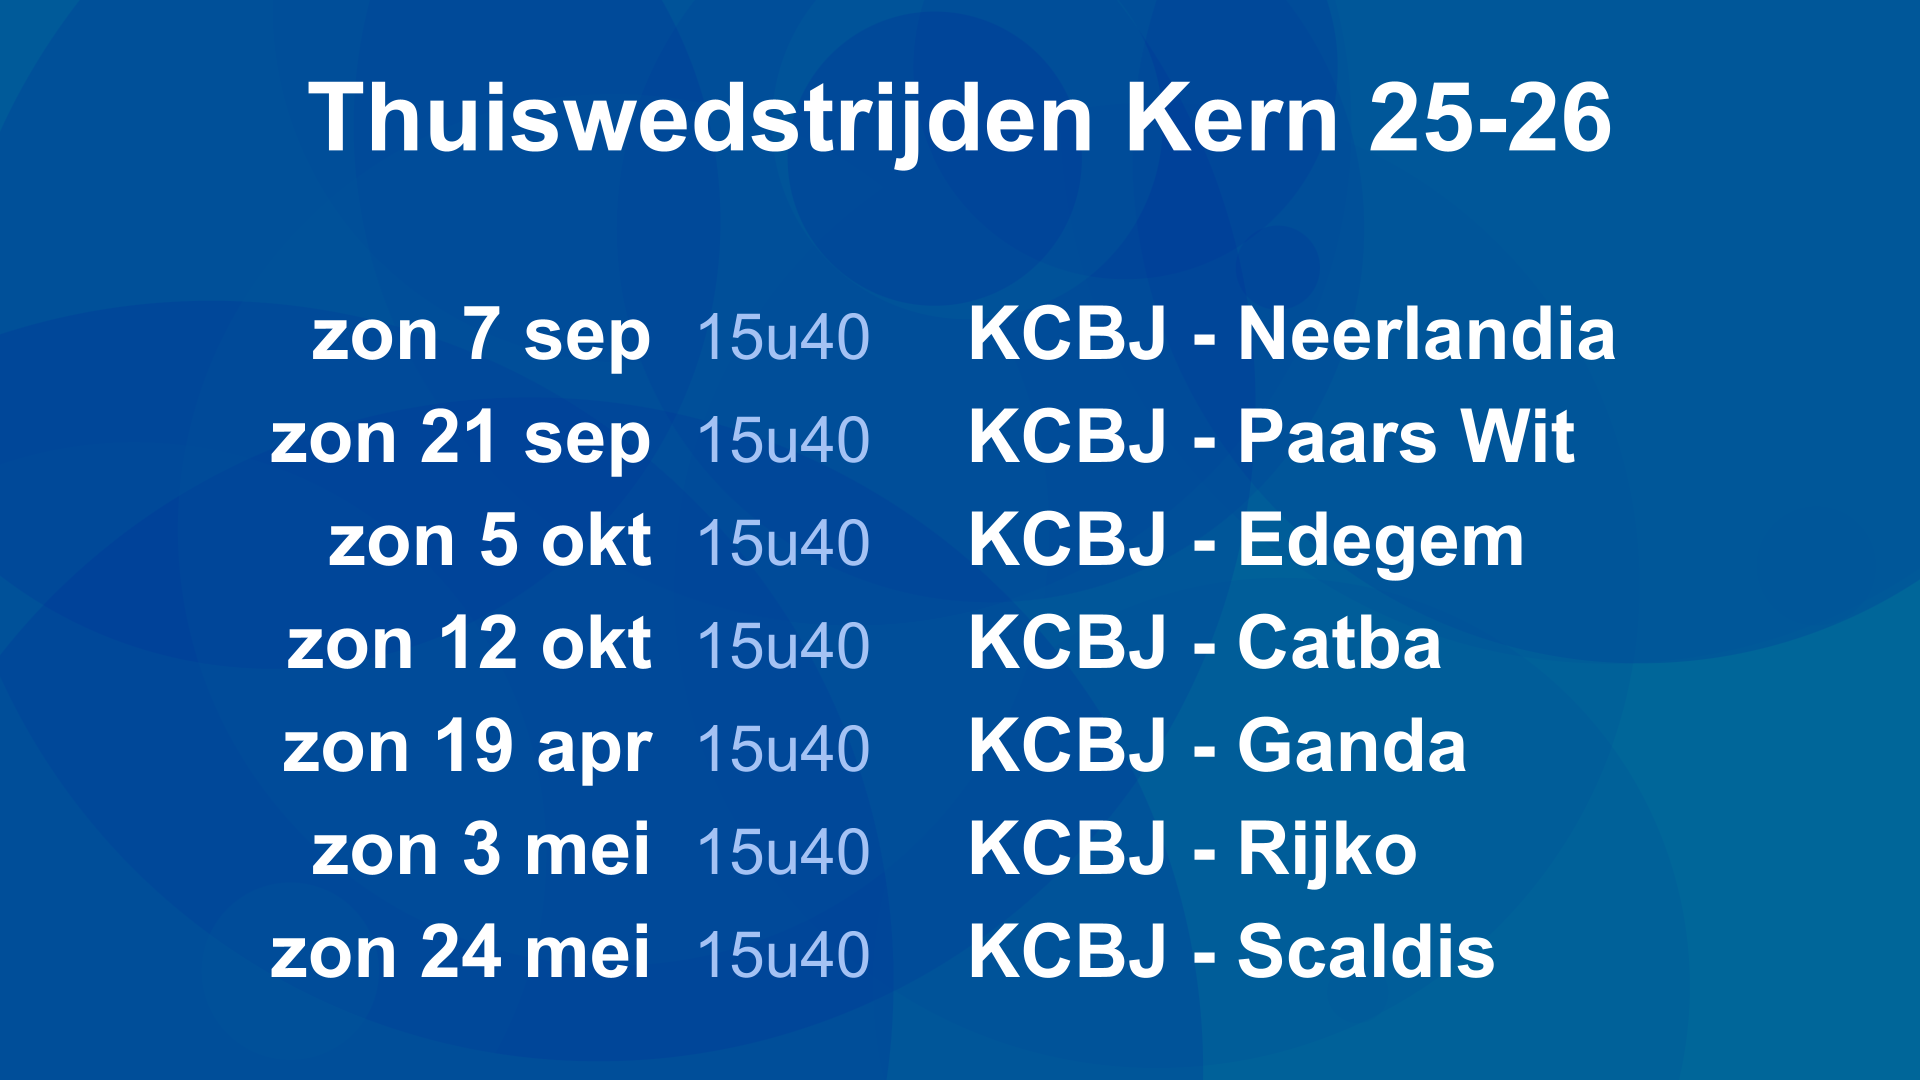 Thuiswedstrijden Kern 25-26
zon 7 sep 15u40 KCBJ - Neerlandia
zon 21 sep 15u40 KCBJ - Paars Wit
zon 5 okt 15u40 KCBJ - Edegem
zon 12 okt 15u40 KCBJ - Catba
zon 19 apr 15u40 KCBJ - Ganda
zon 3 mei 15u40 KCBJ - Rijko
zon 24 mei 15u40 KCBJ - Scaldis